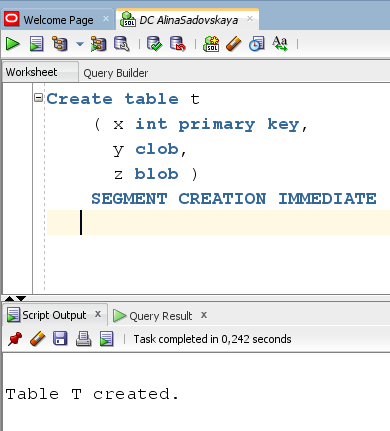 Welcome Page
DC AlinaSadovskaya
Worksheet Query Builder
Create table t
( x int primary key,
y clob,
z blob )
SEGMENT CREATION IMMEDIATE
Script Output Query Result
Task completed in 0,242 seconds
Table T created.